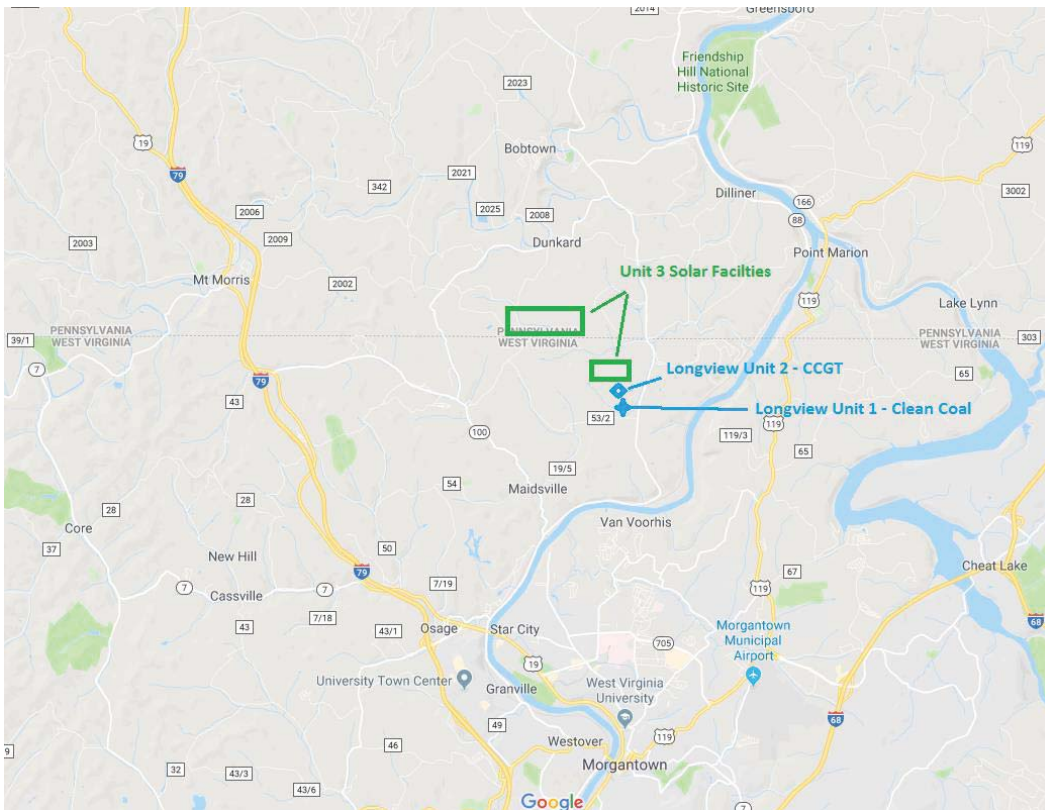 2014
Greensboro
Friendship
Hill National
Historic Site
2023
19
119
79
Bobtown
342
2021
Dilliner
166
3002
2006
2025
2008
88
2003
2009
Dunkard
Point Marion
Unit 3 Solar Facilties
Mt Morris
2002
119
Lake Lynn
PENNSYLVANIA
WEST VIRGINIA
PENNSYLVANIA
WEST VIRGINIA
PENNSYLVANIA
WEST VIRGINIA
39/1
303
7
Longview Unit 2 - CCGT
65
79
43
Longview Unit 1 - Clean Coal
53/2
119
100
119/3
65
19/5
54
Maidsville
28
28
Van Voorhis
Core
37
50
New Hill
Cheat Lake
79
67
7
7
7/19
119
Cassville
7/18
43
43/1
Osage
Star City
705
Morgantown
Municipal
Airport
68
19
University Town Center
Granville
West Virginia
University
68
49
119
Westover
46
9
32
43/3
Morgantown
43/6
Google
7